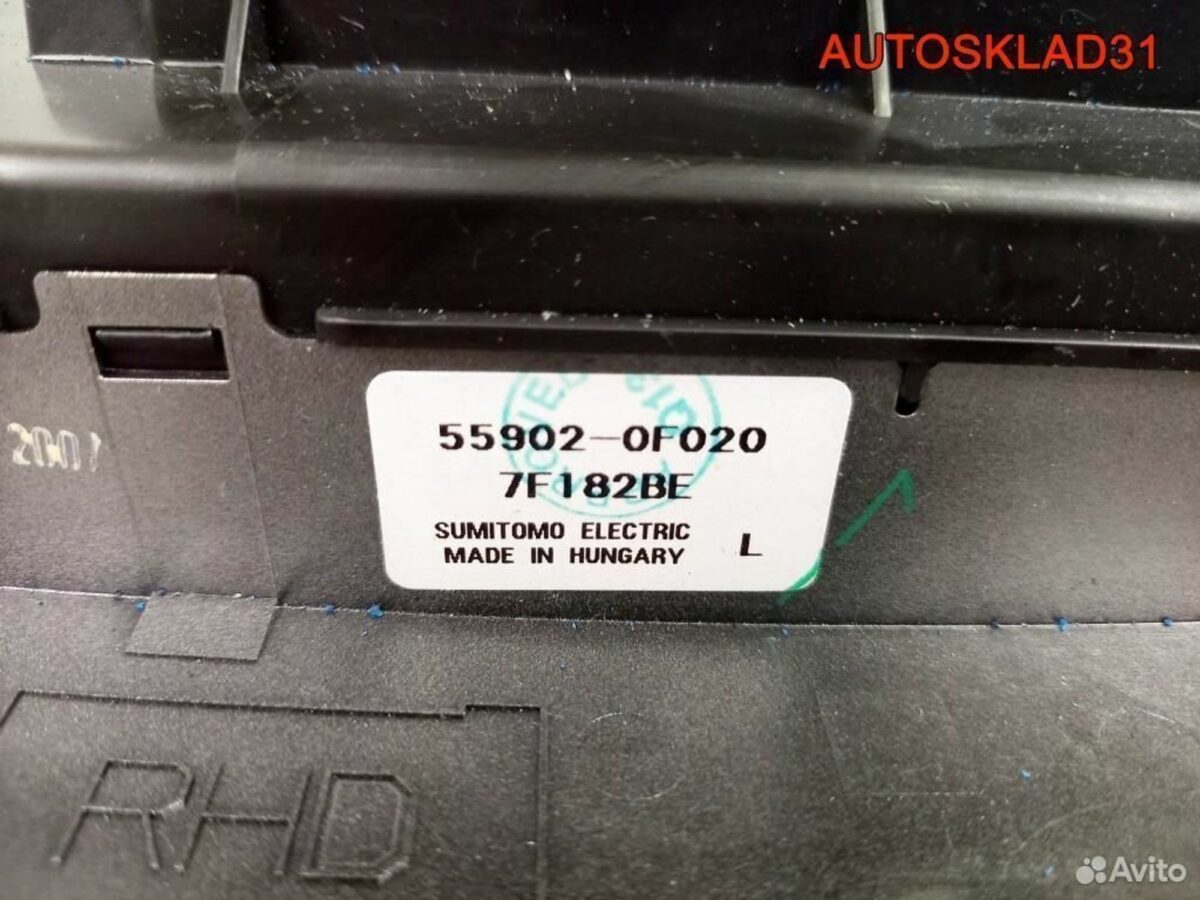 AUTOSKLAD31
55902-0F020
7F182BE
SUMITOMO ELECTRIC
MADE IN HUNGARY L
RHD
Avito